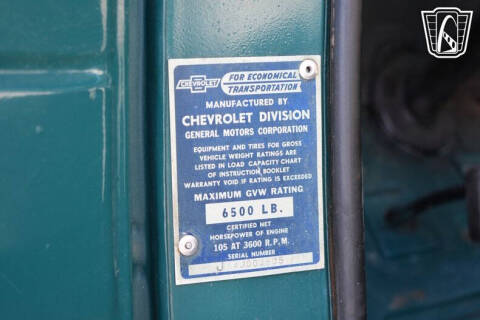 CHEVROLET
FOR ECONOMICAL
TRANSPORTATION
MANUFACTURED BY
CHEVROLET DIVISION
GENERAL MOTORS CORPORATION
EQUIPMENT AND TIRES FOR GROSS
VEHICLE WEIGHT RATINGS ARE
LISTED IN LOAD CAPACITY CHART
OF INSTRUCTION BOOKLET
WARRANTY VOID IF RATING IS EXCEEDED
MAXIMUM GVW RATING
6500 LB.
CERTIFIED NET
HORSEPOWER OF ENGINE
105 AT 3600 R.P.M.
SERIAL NUMBER